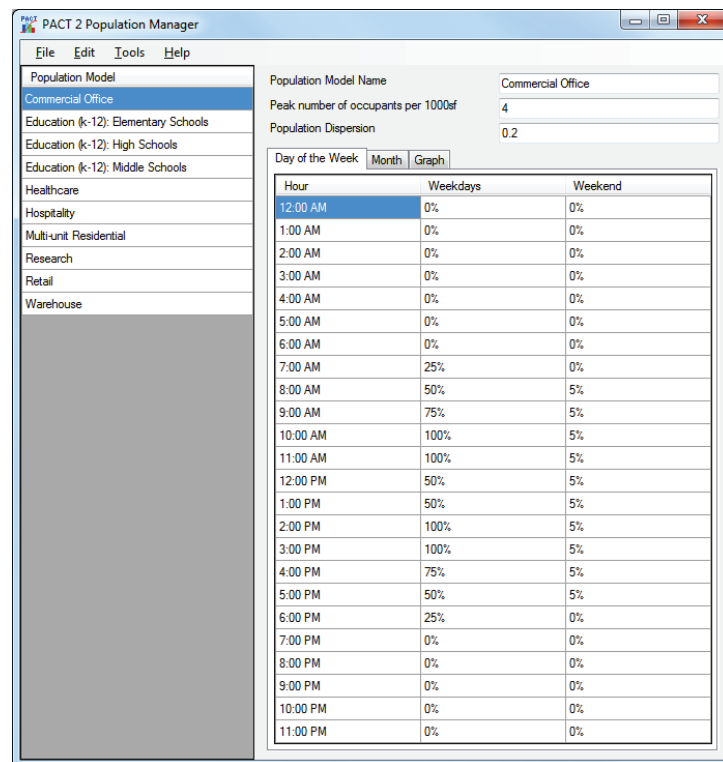 PACT 2 Population Manager
File Edit Tools Help
Population Model
Commercial Office
Education (k-12): Elementary Schools
Education (k-12): High Schools
Education (k-12): Middle Schools
Healthcare
Hospitality
Multi-unit Residential
Research
Retail
Warehouse
Population Model Name Commercial Office
Peak number of occupants per 1000sf 4
Population Dispersion 0.2
Day of the Week Month Graph
Hour Weekdays Weekend
12:00 AM 0% 0%
1:00 AM 0% 0%
2:00 AM 0% 0%
3:00 AM 0% 0%
4:00 AM 0% 0%
5:00 AM 0% 0%
6:00 AM 0% 0%
7:00 AM 25% 0%
8:00 AM 50% 5%
9:00 AM 75% 5%
10:00 AM 100% 5%
11:00 AM 100% 5%
12:00 PM 50% 5%
1:00 PM 50% 5%
2:00 PM 100% 5%
3:00 PM 100% 5%
4:00 PM 75% 5%
5:00 PM 50% 5%
6:00 PM 25% 0%
7:00 PM 0% 0%
8:00 PM 0% 0%
9:00 PM 0% 0%
10:00 PM 0% 0%
11:00 PM 0% 0%